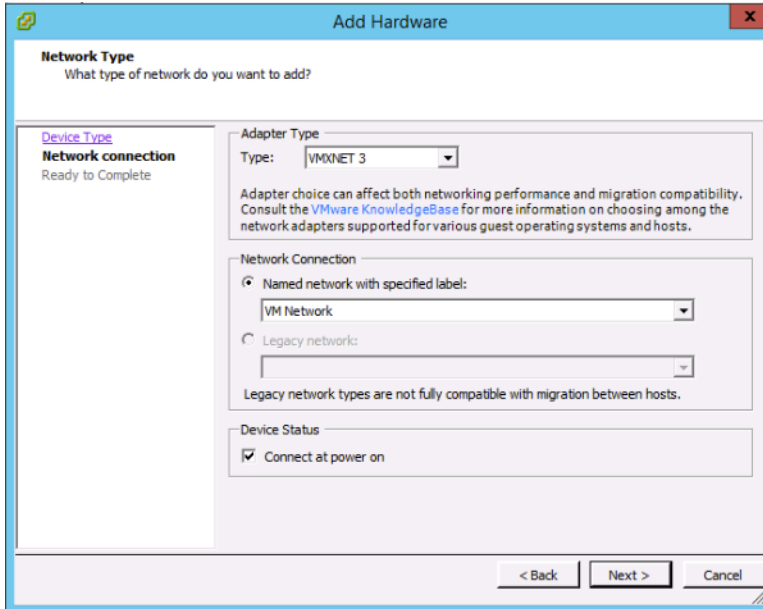 Add Hardware
x
Network Type
What type of network do you want to add?
Device Type
Network connection
Ready to Complete
Adapter Type
Type: VMXNET 3
Adapter choice can affect both networking performance and migration compatibility.
Consult the VMware KnowledgeBase for more information on choosing among the
network adapters supported for various guest operating systems and hosts.
Network Connection
Named network with specified label:
VM Network
Legacy network:
Legacy network types are not fully compatible with migration between hosts.
Device Status
Connect at power on
< Back Next > Cancel